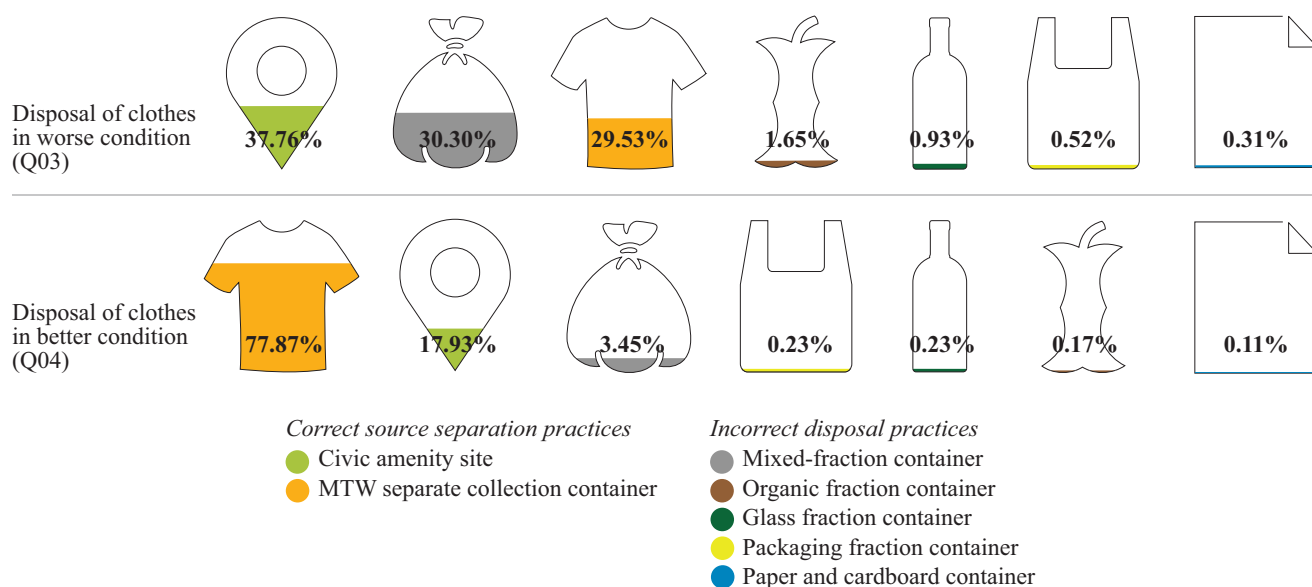 Disposal of clothes
in worse condition
(Q03)
37.76%
30.30%
29.53%
1.65%
0.93%
0.52%
0.31%
Disposal of clothes
in better condition
(Q04)
77.87%
17.93%
3.45%
0.23%
0.23%
0.17%
0.11%
Correct source separation practices
Civic amenity site
MTW separate collection container
Incorrect disposal practices
Mixed-fraction container
Organic fraction container
Glass fraction container
Packaging fraction container
Paper and cardboard container